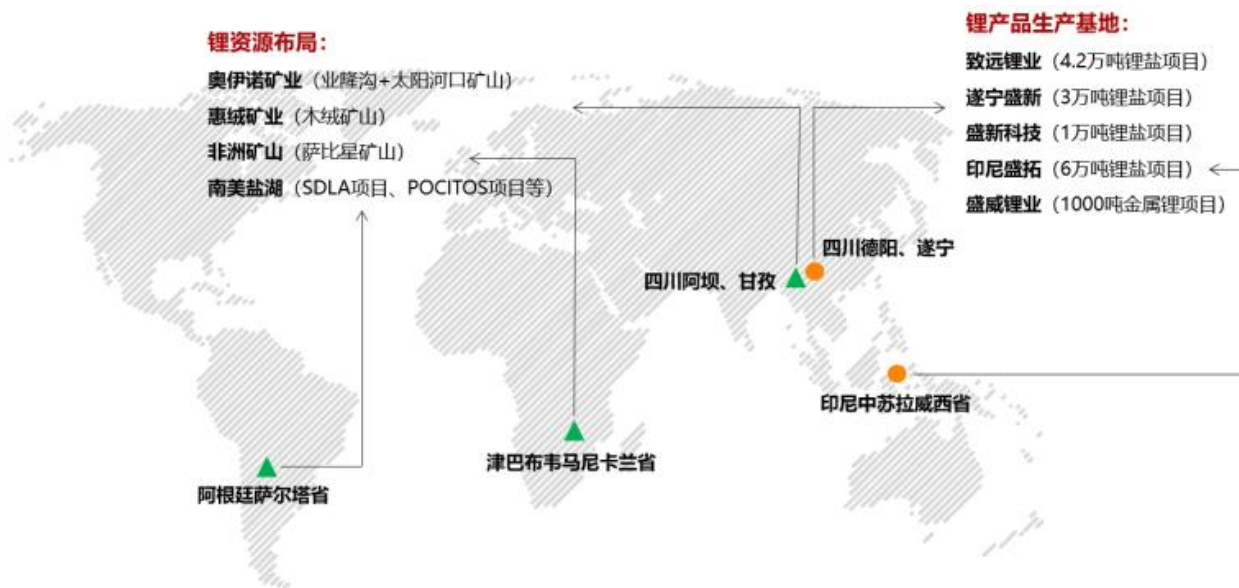 锂资源布局：
奥伊诺矿业（业隆沟+太阳河口矿山）
惠绒矿业（木绒矿山）
非洲矿山（萨比星矿山）
南美盐湖（SDLA项目、POCITOS项目等）
锂产品生产基地：
致远锂业（4.2万吨锂盐项目）
遂宁盛新（3万吨锂盐项目）
盛新科技（1万吨锂盐项目）
印尼盛拓（6万吨锂盐项目）
盛威锂业（1000吨金属锂项目）
四川德阳、遂宁
四川阿坝、甘孜
印尼中苏拉威西省
津巴布韦马尼卡兰省
阿根廷萨尔塔省